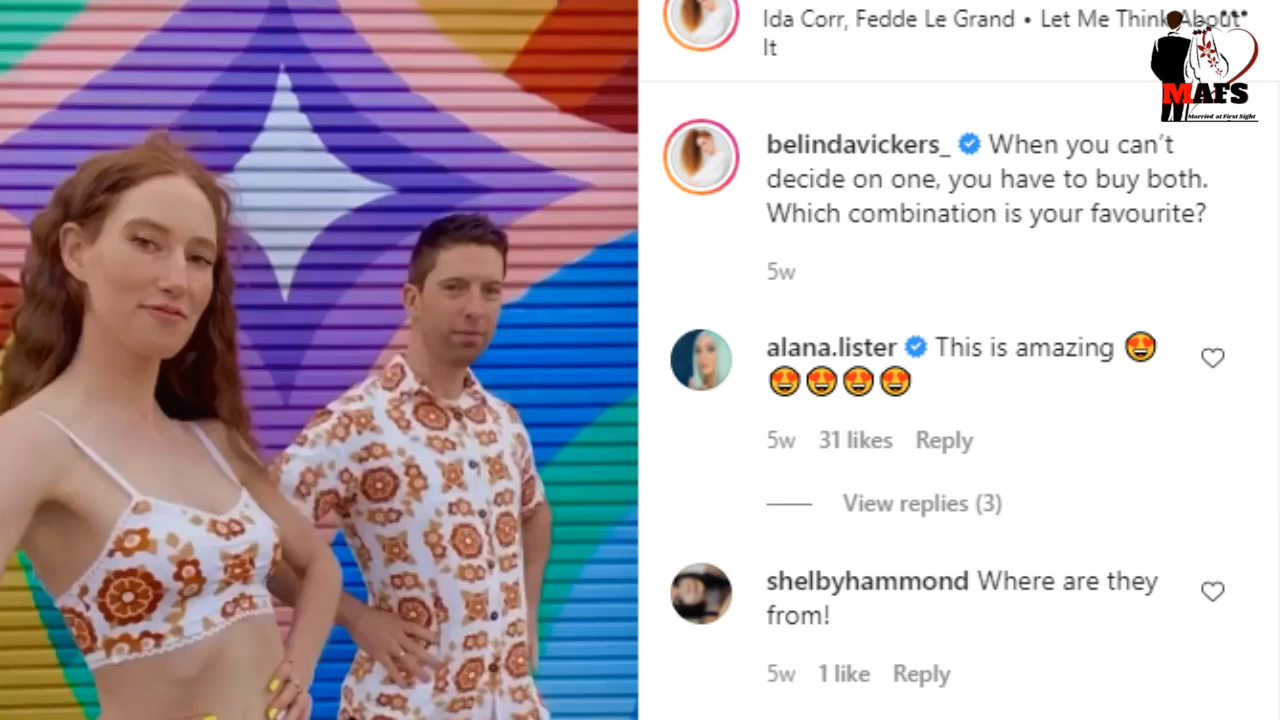 Ida Corr, Fedde Le Grand • Let Me Think About
It
MAFS
Married at First Sight
belindavickers_ When you can't
decide on one, you have to buy both.
Which combination is your favourite?
5w
alana.lister This is amazing 😍
😍😍😍😍
5w 31 likes Reply
View replies (3)
shelbyhammond Where are they
from!
5w 1 like Reply